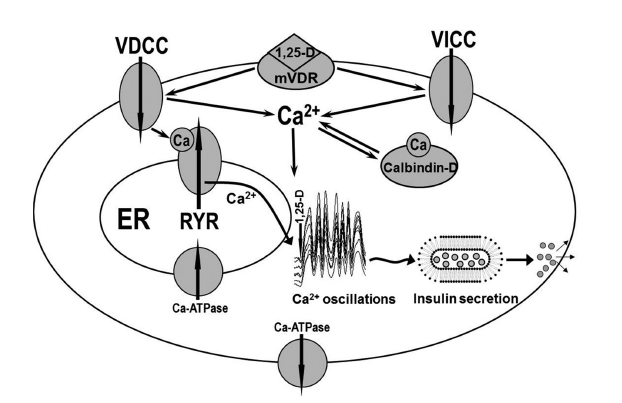 VDCC
1,25-D
mVDR
VICC
Ca²⁺
Ca
Ca
Calbindin-D
ER
RYR
Ca²⁺
1,25-D
Ca-ATPase
Ca²⁺ oscillations
Insulin secretion
Ca-ATPase